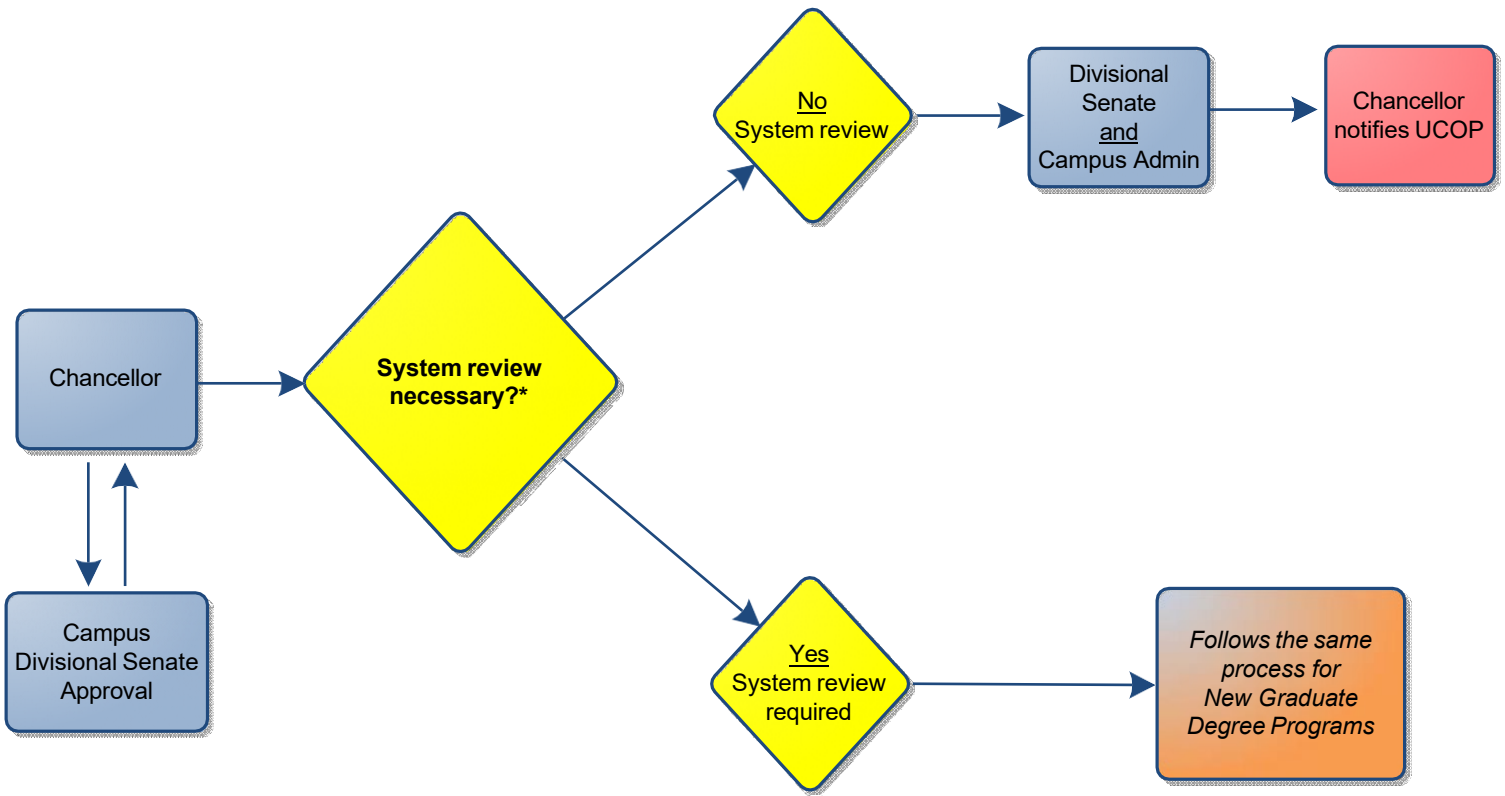 No
System review
Divisional
Senate
and
Campus Admin
Chancellor
notifies UCOP
Chancellor
System review
necessary?*
Campus
Divisional Senate
Approval
Yes
System review
required
Follows the same
process for
New Graduate
Degree Programs